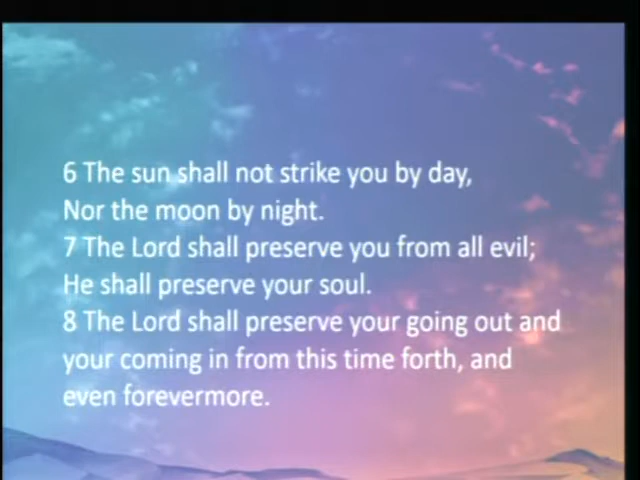 6 The sun shall not strike you by day,
Nor the moon by night.
7 The Lord shall preserve you from all evil;
He shall preserve your soul.
8 The Lord shall preserve your going out and
your coming in from this time forth, and
even forevermore.